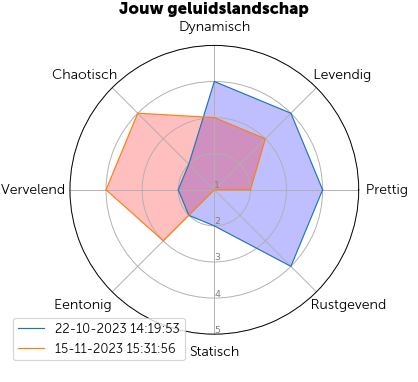 Jouw geluidslandschap
Dynamisch
Chaotisch
Levendig
Vervelend
1
Prettig
2
3
Eentonig
4
Rustgevend
5
22-10-2023 14:19:53
15-11-2023 15:31:56
Statisch